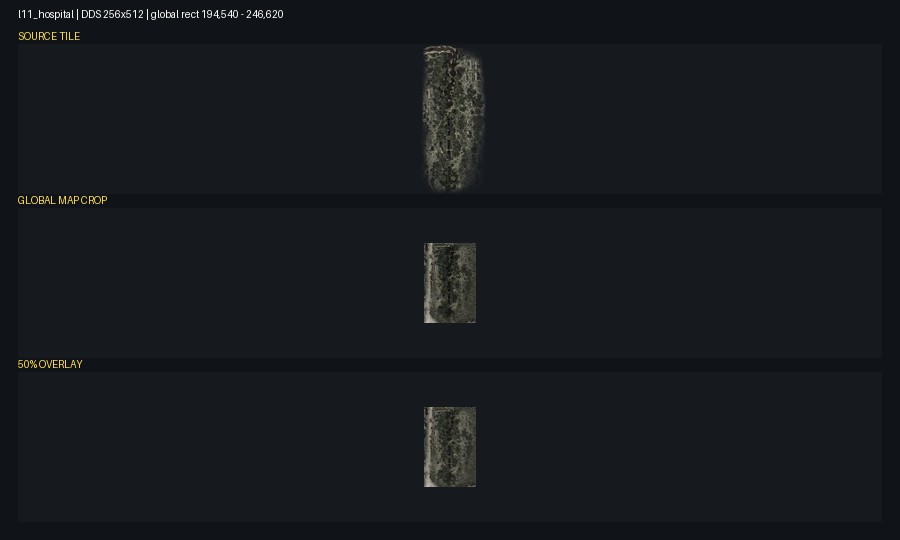 l11_hospital | DDS 256x512 | global rect 194,540 - 246,620
SOURCE TILE
GLOBAL MAP CROP
50% OVERLAY